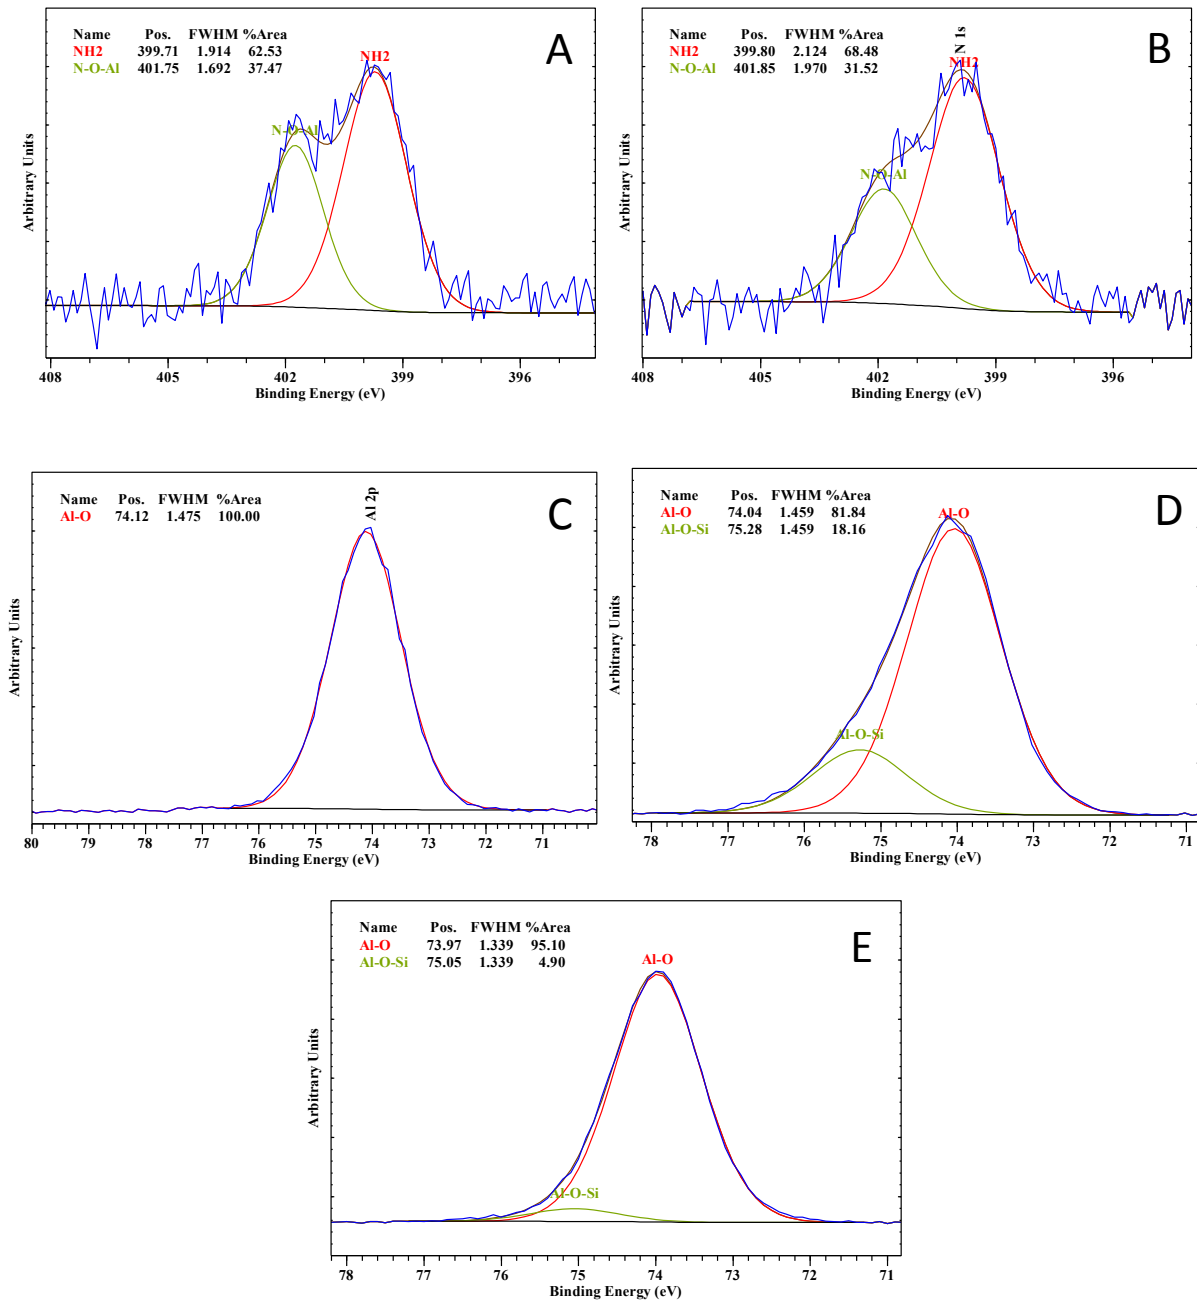 A
Name Pos. FWHM %Area
NH2 399.71 1.914 62.53
N-O-Al 401.75 1.692 37.47
NH2
N-O-Al
Arbitrary Units
408 405 402 399 396
Binding Energy (eV)
B
Name Pos. FWHM %Area
NH2 399.80 2.124 68.48
N-O-Al 401.85 1.970 31.52
N 1s
NH2
N-O-Al
Arbitrary Units
408 405 402 399 396
Binding Energy (eV)
C
Name Pos. FWHM %Area
Al-O 74.12 1.475 100.00
Al 2p
Arbitrary Units
80 79 78 77 76 75 74 73 72 71
Binding Energy (eV)
D
Name Pos. FWHM %Area
Al-O 74.04 1.459 81.84
Al-O-Si 75.28 1.459 18.16
Al-O
Al-O-Si
Arbitrary Units
78 77 76 75 74 73 72 71
Binding Energy (eV)
E
Name Pos. FWHM %Area
Al-O 73.97 1.339 95.10
Al-O-Si 75.05 1.339 4.90
Al-O
Al-O-Si
Arbitrary Units
78 77 76 75 74 73 72 71
Binding Energy (eV)